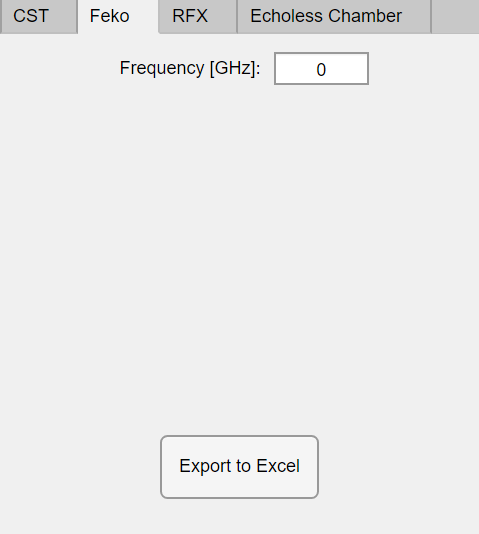 CST Feko RFX Echoless Chamber
Frequency [GHz]: 0
Export to Excel